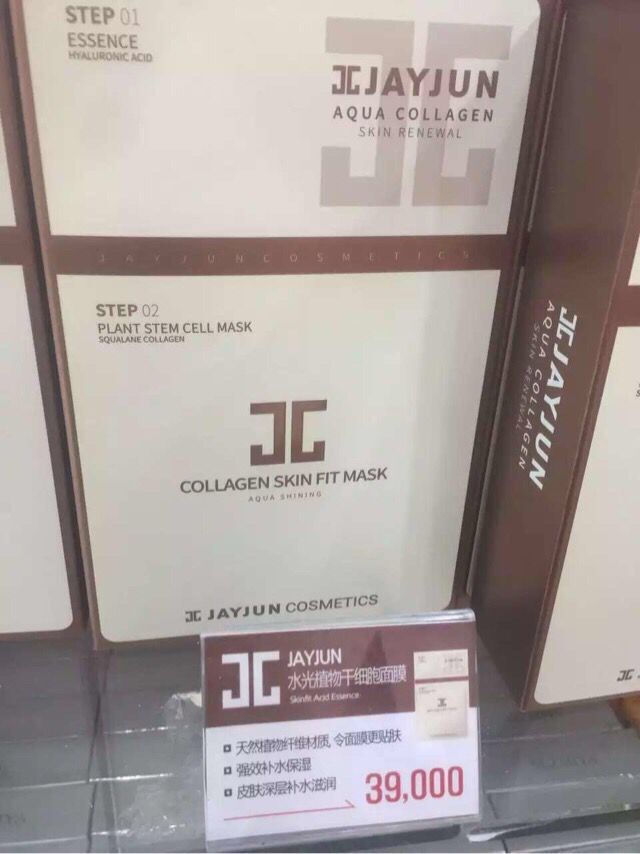 STEP 01
ESSENCE
HYALURONIC ACID
JAYJUN
AQUA COLLAGEN
SKIN RENEWAL
JAYJUNCOSMETICS
STEP 02
PLANT STEM CELL MASK
SQUALANE COLLAGEN
COLLAGEN SKIN FIT MASK
AQUA SHINING
JAYJUN COSMETICS
JAYJUN
AQUA COLLAGEN
SKIN RENEWAL
JAYJUN
水光植物干细胞面膜
Skinfit Acid Essence
天然植物纤维材质, 令面膜更贴肤
强效补水保湿
皮肤深层补水滋润
39,000